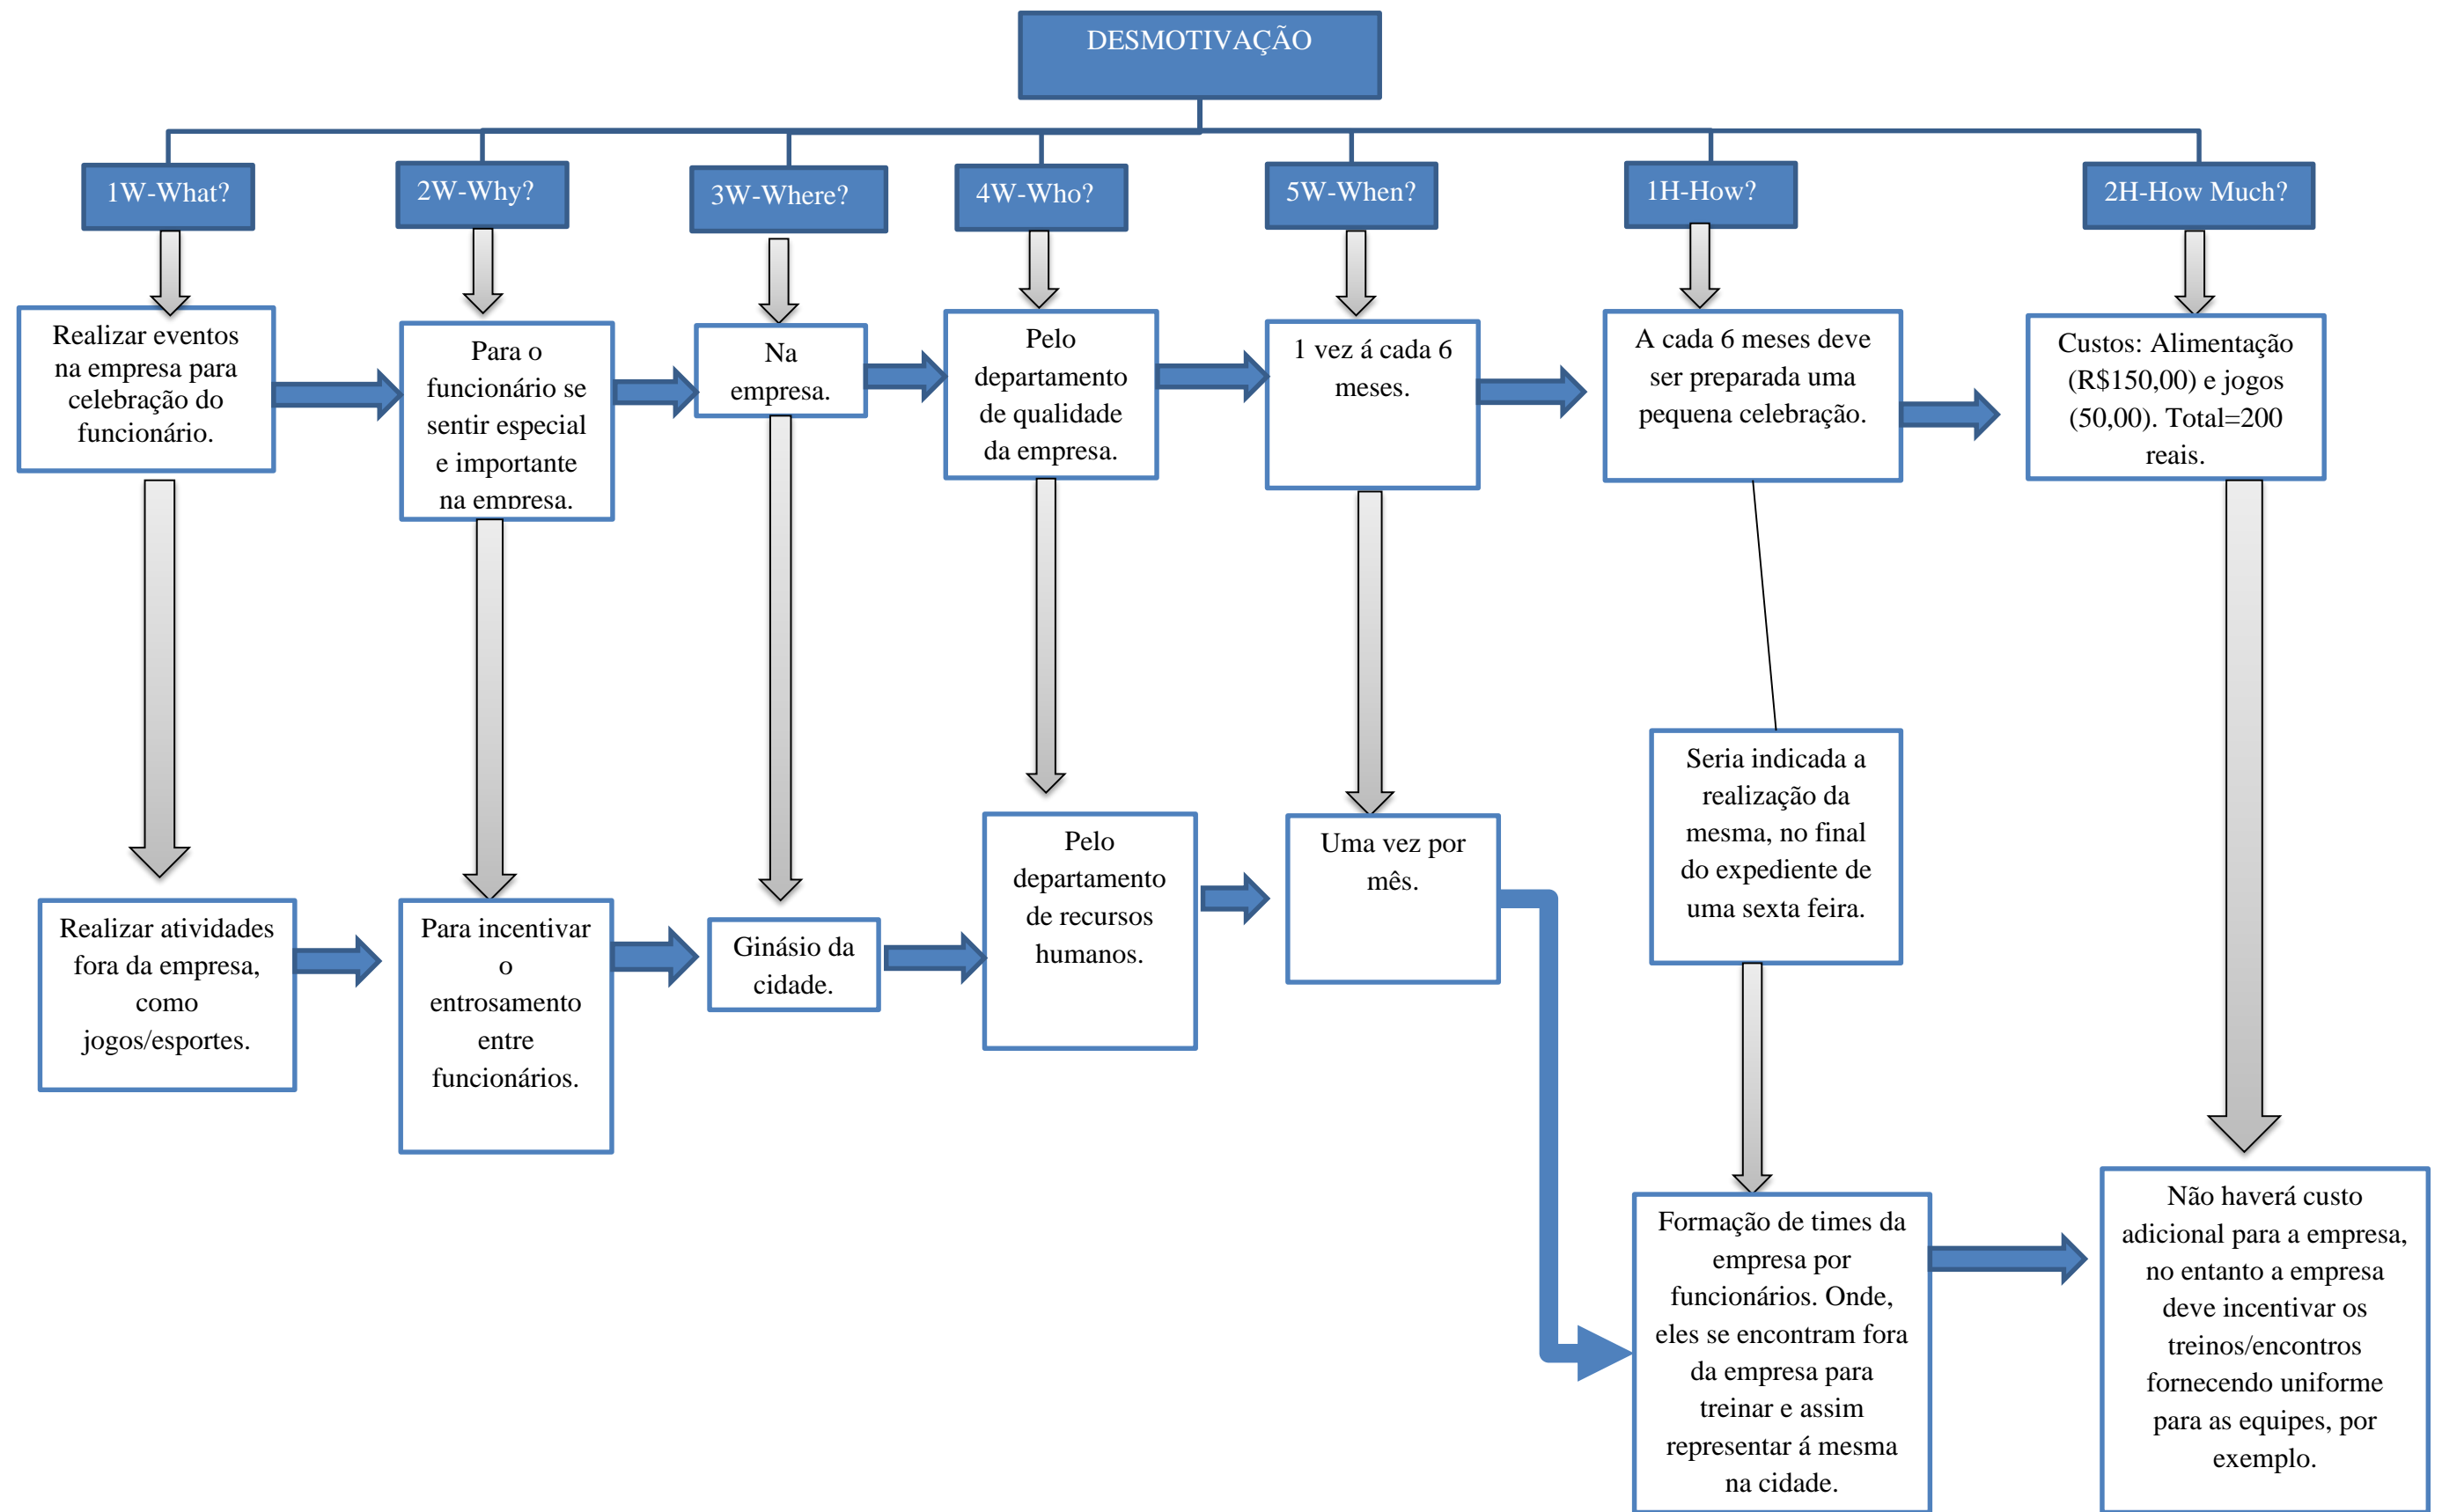 DESMOTIVAÇÃO
1W-What?
2W-Why?
3W-Where?
4W-Who?
5W-When?
1H-How?
2H-How Much?
Realizar eventos
na empresa para
celebração do
funcionário.
Para o
funcionário se
sentir especial
e importante
na empresa.
Na
empresa.
Pelo
departamento
de qualidade
da empresa.
1 vez á cada 6
meses.
A cada 6 meses deve
ser preparada uma
pequena celebração.
Custos: Alimentação
(R$150,00) e jogos
(50,00). Total=200
reais.
Seria indicada a
realização da
mesma, no final
do expediente de
uma sexta feira.
Realizar atividades
fora da empresa,
como
jogos/esportes.
Para incentivar
o
entrosamento
entre
funcionários.
Ginásio da
cidade.
Pelo
departamento
de recursos
humanos.
Uma vez por
mês.
Formação de times da
empresa por
funcionários. Onde,
eles se encontram fora
da empresa para
treinar e assim
representar á mesma
na cidade.
Não haverá custo
adicional para a empresa,
no entanto a empresa
deve incentivar os
treinos/encontros
fornecendo uniforme
para as equipes, por
exemplo.